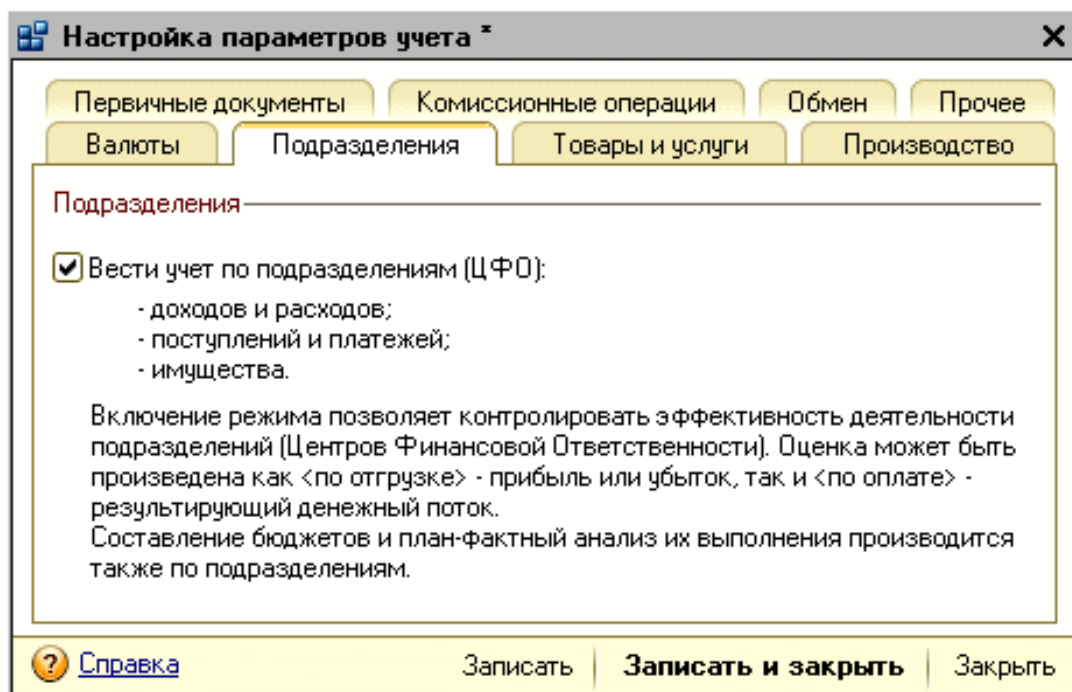 Настройка параметров учета *
Первичные документы Комиссионные операции Обмен Прочее
Валюты Подразделения Товары и услуги Производство
Подразделения
Вести учет по подразделениям (ЦФО):
- доходов и расходов;
- поступлений и платежей;
- имущества.
Включение режима позволяет контролировать эффективность деятельности
подразделений (Центров Финансовой Ответственности). Оценка может быть
произведена как <по отгрузке> - прибыль или убыток, так и <по оплате> -
результирующий денежный поток.
Составление бюджетов и план-фактный анализ их выполнения производится
также по подразделениям.
? Справка Записать Записать и закрыть Закрыть